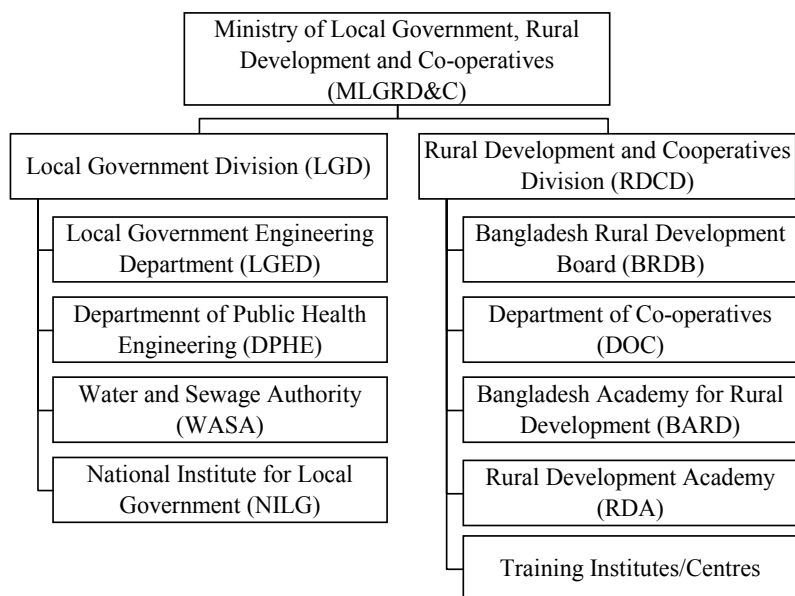 Ministry of Local Government, Rural
Development and Co-operatives
(MLGRD&C)
Local Government Division (LGD)
Local Government Engineering
Department (LGED)
Departmennt of Public Health
Engineering (DPHE)
Water and Sewage Authority
(WASA)
National Institute for Local
Government (NILG)
Rural Development and Cooperatives
Division (RDCD)
Bangladesh Rural Development
Board (BRDB)
Department of Co-operatives
(DOC)
Bangladesh Academy for Rural
Development (BARD)
Rural Development Academy
(RDA)
Training Institutes/Centres